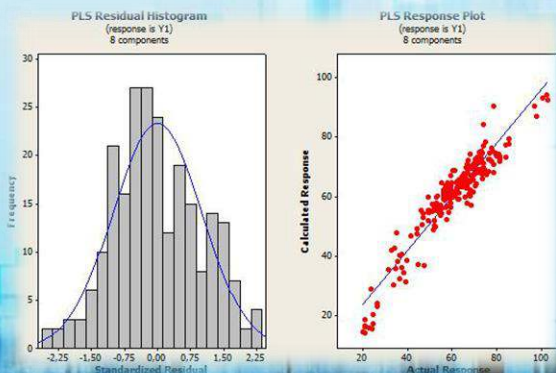 PLS Residual Histogram
(response is Y1)
8 components
30
25
20
15
10
5
0
Frequency
-2,25 -1,50 -0,75 0,00 0,75 1,50 2,25
Standardized Residual
PLS Response Plot
(response is Y1)
8 components
100
80
60
40
20
Calculated Response
20 40 60 80 100
Actual Response